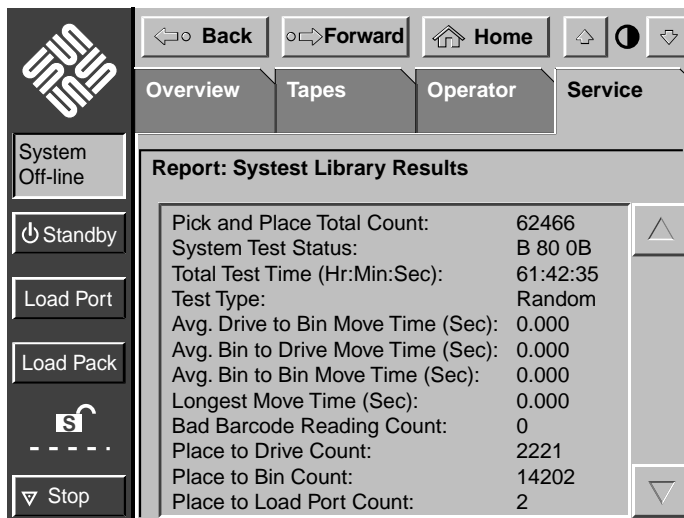 Back Forward Home
Overview Tapes Operator Service
System
Off-line
Standby
Load Port
Load Pack
S
Stop
Report: Systest Library Results
Pick and Place Total Count: 62466
System Test Status: B 80 0B
Total Test Time (Hr:Min:Sec): 61:42:35
Test Type: Random
Avg. Drive to Bin Move Time (Sec): 0.000
Avg. Bin to Drive Move Time (Sec): 0.000
Avg. Bin to Bin Move Time (Sec): 0.000
Longest Move Time (Sec): 0.000
Bad Barcode Reading Count: 0
Place to Drive Count: 2221
Place to Bin Count: 14202
Place to Load Port Count: 2